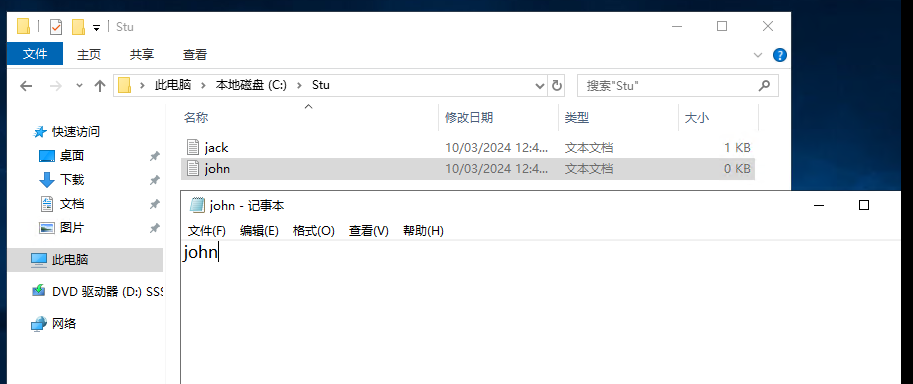 Stu
文件 主页 共享 查看
此电脑 本地磁盘 (C:) Stu 搜索"Stu"
名称 修改日期 类型 大小
快速访问
jack 10/03/2024 12:4... 文本文档 1 KB
桌面
john 10/03/2024 12:4... 文本文档 0 KB
下载
文档
图片
此电脑
DVD 驱动器 (D:) SSS
网络
john - 记事本
文件(F) 编辑(E) 格式(O) 查看(V) 帮助(H)
john